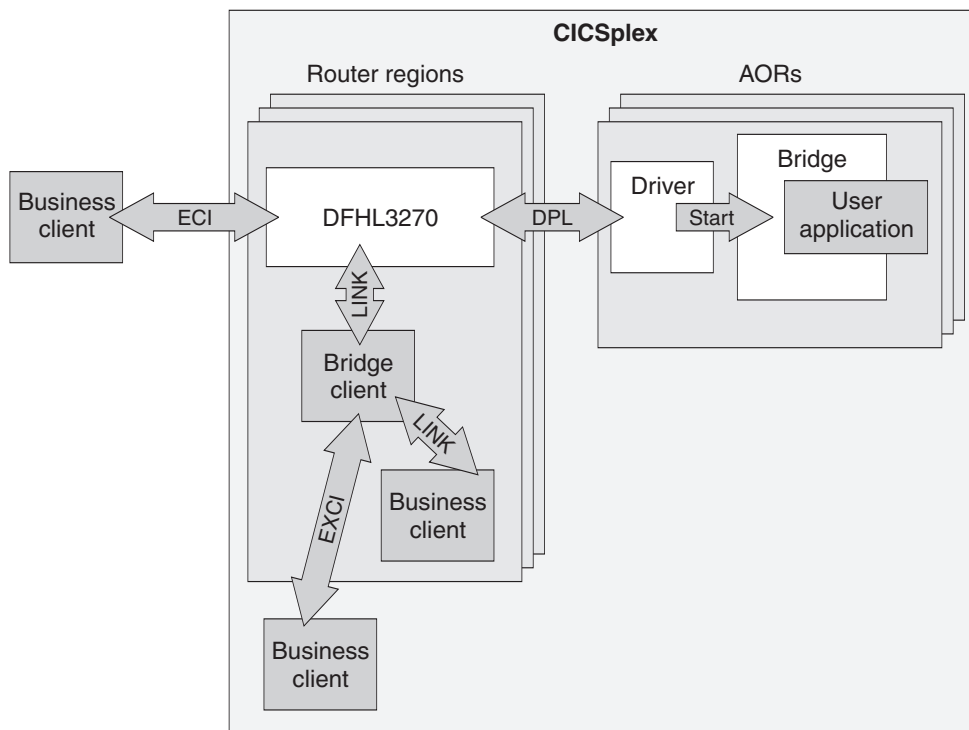 CICSplex
Router regions
AORs
Business
client
ECI
DFHL3270
DPL
Driver
Start
Bridge
User
application
LINK
Bridge
client
LINK
EXCI
Business
client
Business
client